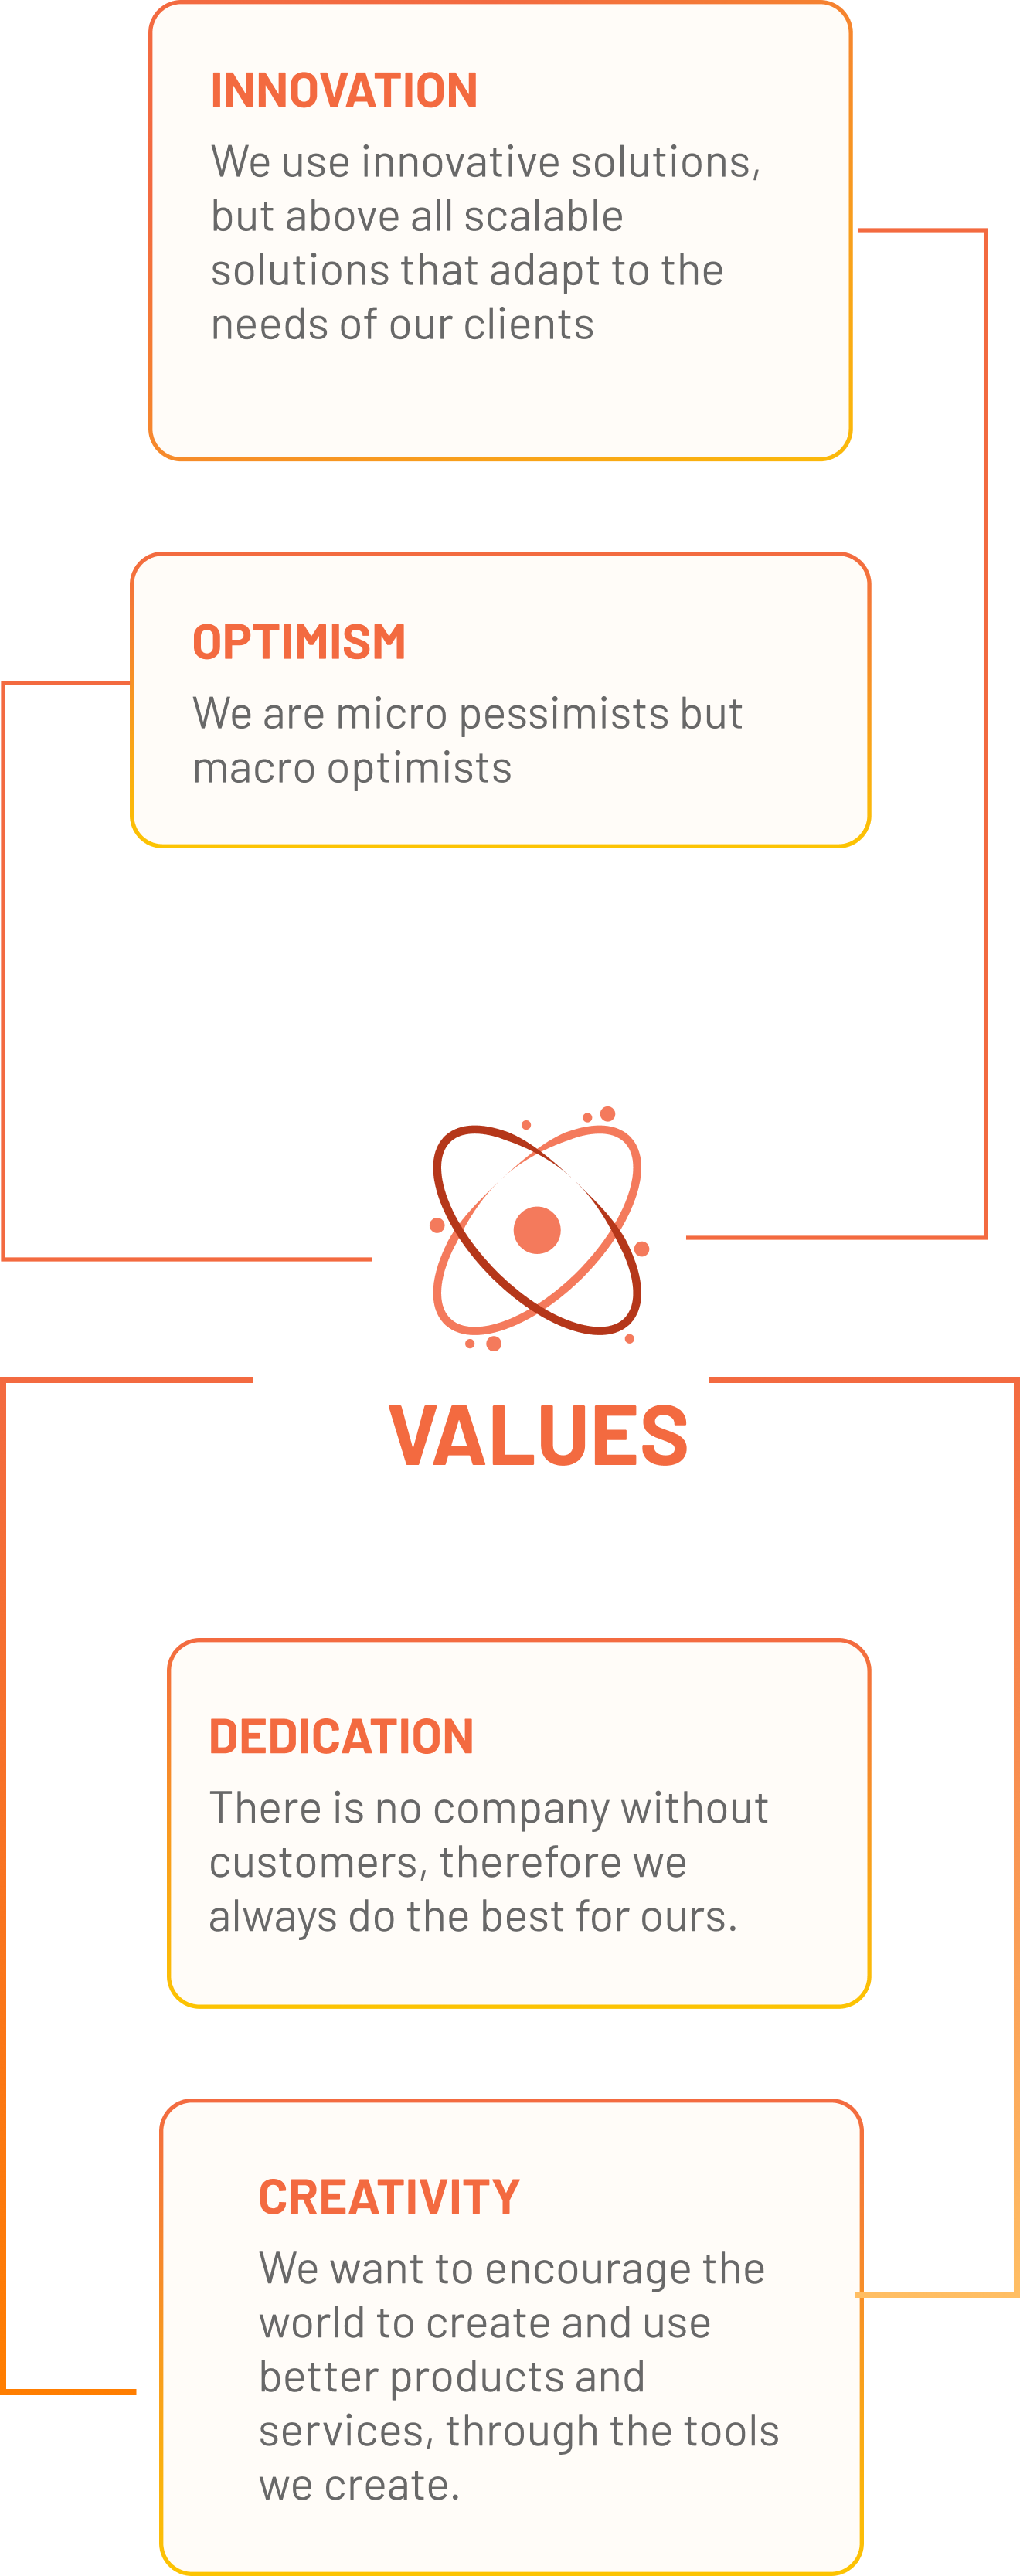 INNOVATION
We use innovative solutions,
but above all scalable
solutions that adapt to the
needs of our clients
OPTIMISM
We are micro pessimists but
macro optimists
VALUES
DEDICATION
There is no company without
customers, therefore we
always do the best for ours.
CREATIVITY
We want to encourage the
world to create and use
better products and
services, through the tools
we create.